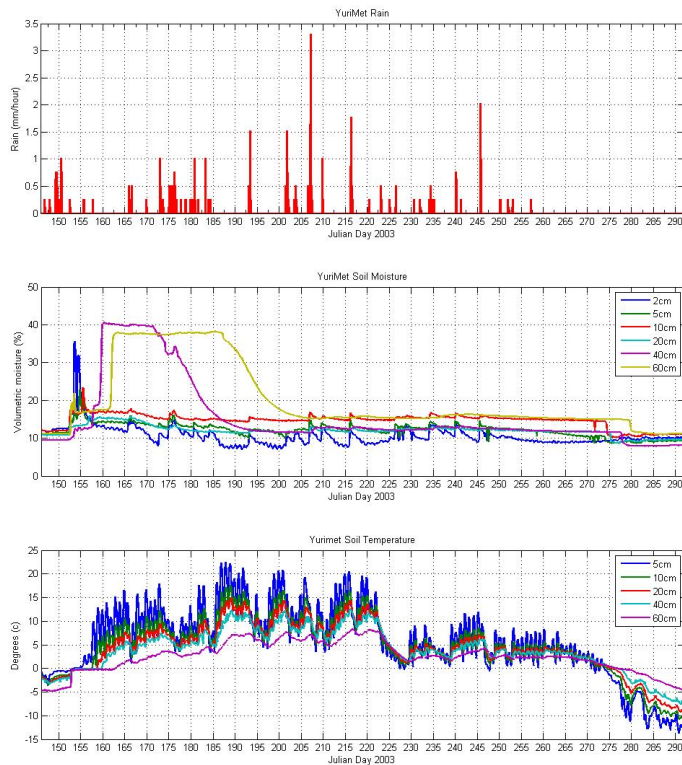 YuriMet Rain
3.5
3
2.5
2
1.5
1
0.5
0
Rain (mm/hour)
150 155 160 165 170 175 180 185 190 195 200 205 210 215 220 225 230 235 240 245 250 255 260 265 270 275 280 285 290
Julian Day 2003
YuriMet Soil Moisture
50
40
30
20
10
0
Volumetric moisture (%)
2cm
5cm
10cm
20cm
40cm
60cm
150 155 160 165 170 175 180 185 190 195 200 205 210 215 220 225 230 235 240 245 250 255 260 265 270 275 280 285 290
Julian Day 2003
Yurimet Soil Temperature
25
20
15
10
5
0
-5
-10
-15
Degrees (c)
5cm
10cm
20cm
40cm
60cm
150 155 160 165 170 175 180 185 190 195 200 205 210 215 220 225 230 235 240 245 250 255 260 265 270 275 280 285 290
Julian Day 2003